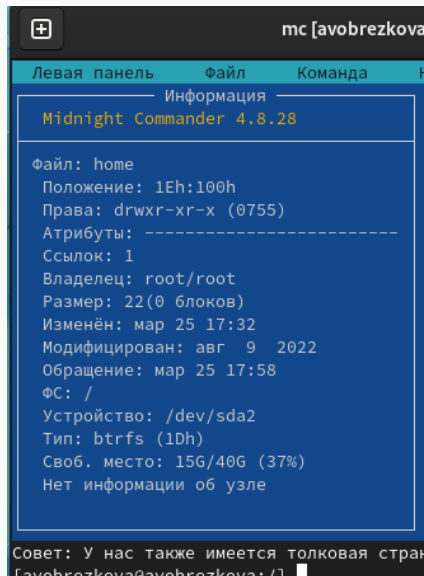 mc [avobrezkova
Левая панель Файл Команда
Информация
Midnight Commander 4.8.28
Файл: home
Положение: 1Eh:100h
Права: drwxr-xr-x (0755)
Атрибуты: --------------------------
Ссылок: 1
Владелец: root/root
Размер: 22(0 блоков)
Изменён: мар 25 17:32
Модифицирован: авг 9 2022
Обращение: мар 25 17:58
ФС: /
Устройство: /dev/sda2
Тип: btrfs (1Dh)
Своб. место: 15G/40G (37%)
Нет информации об узле
Совет: У нас также имеется толковая стран
[avobrezkova@avobrezkova:/]